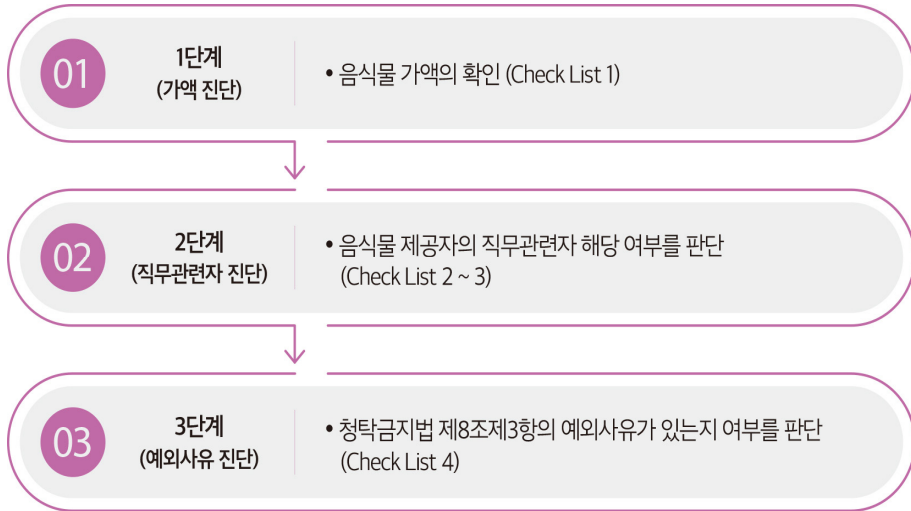 01
1단계
(가액 진단)
• 음식물 가액의 확인 (Check List 1)
02
2단계
(직무관련자 진단)
• 음식물 제공자의 직무관련자 해당 여부를 판단
(Check List 2 ~ 3)
03
3단계
(예외사유 진단)
• 청탁금지법 제8조제3항의 예외사유가 있는지 여부를 판단
(Check List 4)